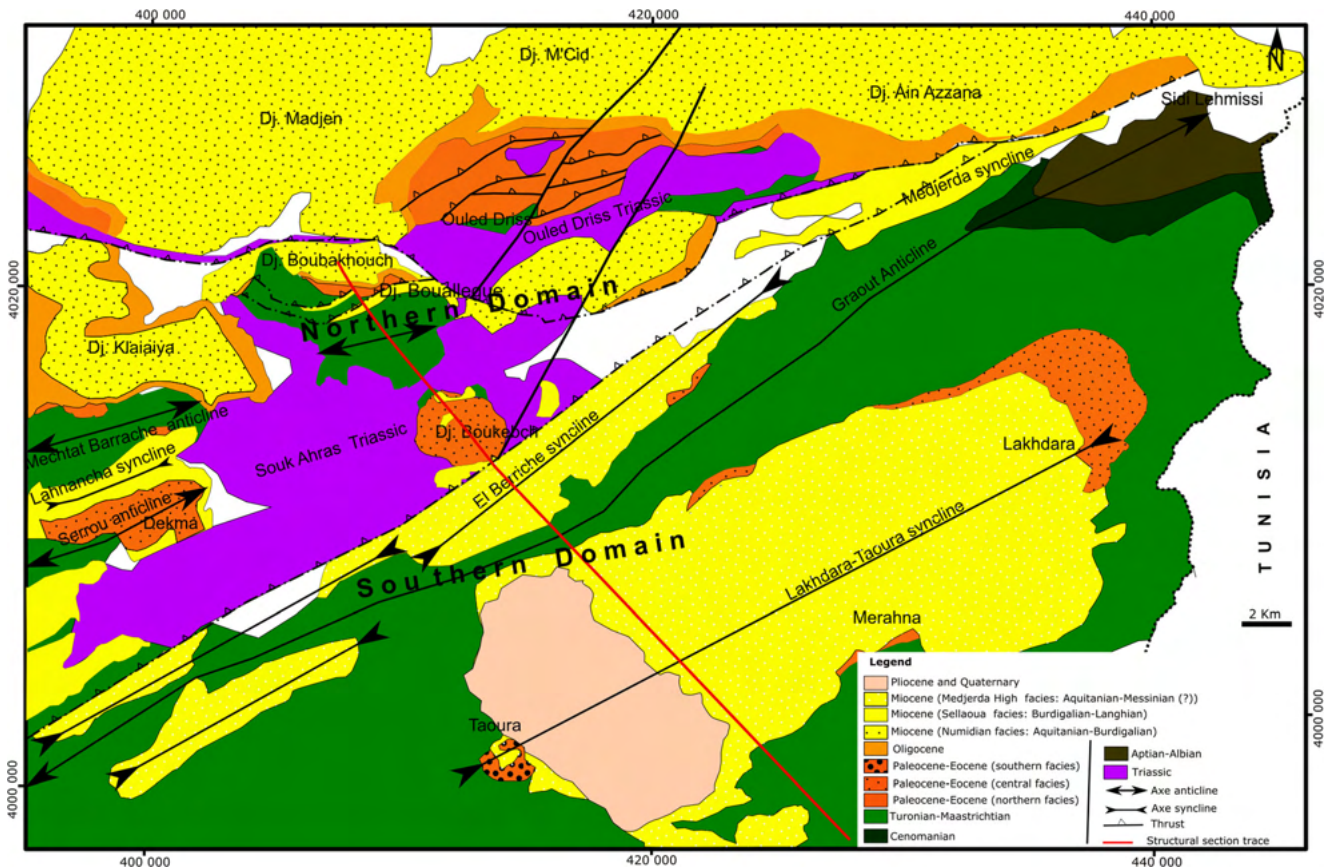 400 000
420 000
440 000
N
Dj. M'Cid
Dj. Ain Azzana
Sidi Lehmissi
Dj. Madjen
Medjerda syncline
Ouled Driss
Ouled Driss Triassic
Dj. Boubakhouch
Graout Anticline
4020 000
4020 000
Dj. Bouallegue
Northern Domain
Dj. Klaiaiya
Mechtat Barrache anticline
Souk Ahras Triassic
Dj. Boukebch
El Berriche syncline
Lakhdara
TUNISIA
Lahnancha syncline
Serrou anticline
Dekma
Southern Domain
Lakhdara-Taoura syncline
Merahna
2 Km
Taoura
4000 000
4000 000
Legend
Pliocene and Quaternary
Miocene (Medjerda High facies: Aquitanian-Messinian (?))
Miocene (Sellaoua facies: Burdigalian-Langhian)
Miocene (Numidian facies: Aquitanian-Burdigalian)
Oligocene
Paleocene-Eocene (southern facies)
Paleocene-Eocene (central facies)
Paleocene-Eocene (northern facies)
Turonian-Maastrichtian
Cenomanian
Aptian-Albian
Triassic
Axe anticline
Axe syncline
Thrust
Structural section trace
400 000
420 000
440 000